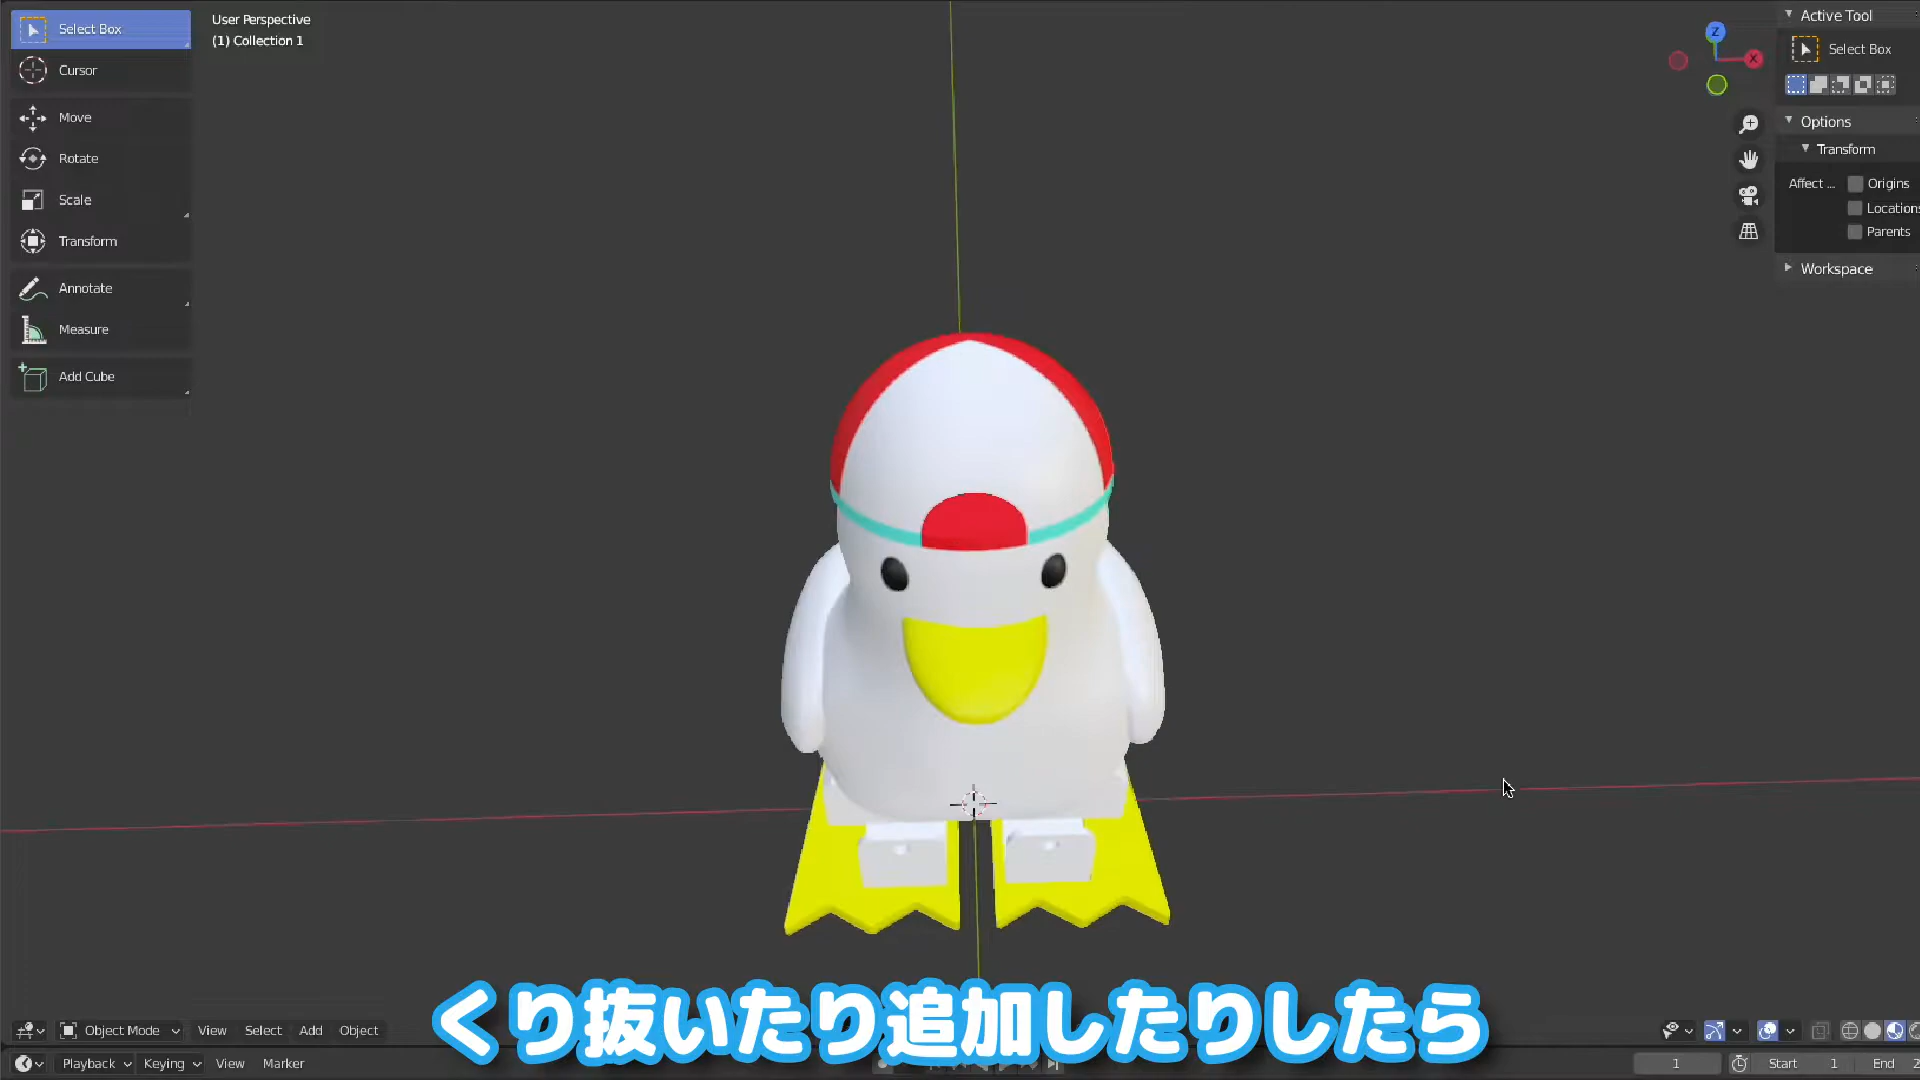 Select Box
Cursor
Move
Rotate
Scale
Transform
Annotate
Measure
Add Cube
User Perspective
(1) Collection 1
Z
X
Active Tool
Select Box
Options
Transform
Affect ...
Origins
Locations
Parents
Workspace
くり抜いたり追加したりしたら
Object Mode
View
Select
Add
Object
Playback
Keying
View
Marker
1
Start
1
End